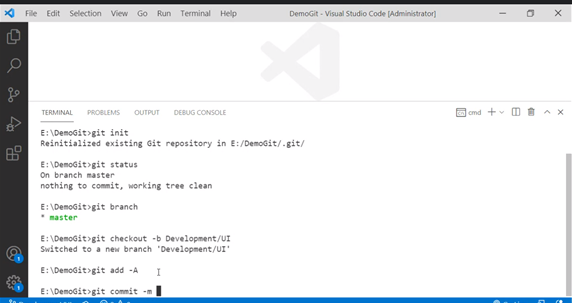 File Edit Selection View Go Run Terminal Help DemoGit - Visual Studio Code [Administrator]
TERMINAL PROBLEMS OUTPUT DEBUG CONSOLE cmd
E:\DemoGit>git init
Reinitialized existing Git repository in E:/DemoGit/.git/
E:\DemoGit>git status
On branch master
nothing to commit, working tree clean
E:\DemoGit>git branch
* master
E:\DemoGit>git checkout -b Development/UI
Switched to a new branch 'Development/UI'
E:\DemoGit>git add -A
1
E:\DemoGit>git commit -m
1